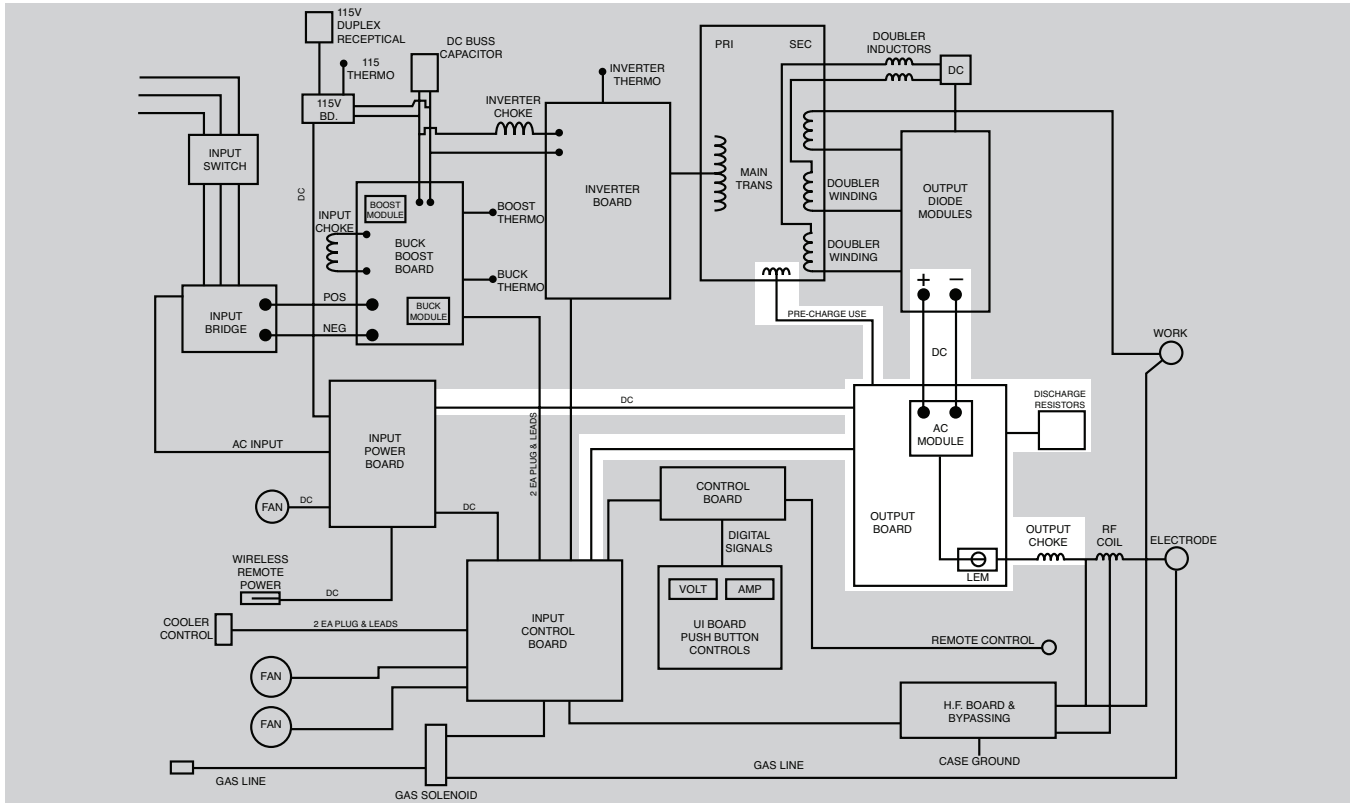 115V
DUPLEX
RECEPTICAL
115
THERMO
DC BUSS
CAPACITOR
115V
BD.
INVERTER
CHOKE
INVERTER
THERMO
PRI
SEC
DOUBLER
INDUCTORS
DC
INPUT
SWITCH
DC
INPUT
CHOKE
BOOST
MODULE
BUCK
BOOST
BOARD
BOOST
THERMO
BUCK
THERMO
BUCK
MODULE
INVERTER
BOARD
MAIN
TRANS
DOUBLER
WINDING
DOUBLER
WINDING
OUTPUT
DIODE
MODULES
+ −
INPUT
BRIDGE
POS
NEG
PRE-CHARGE USE
DC
WORK
INPUT
POWER
BOARD
AC INPUT
DC
2 EA PLUG & LEADS
AC
MODULE
DISCHARGE
RESISTORS
FAN
DC
DC
CONTROL
BOARD
OUTPUT
BOARD
DIGITAL
SIGNALS
OUTPUT
CHOKE
RF
COIL
ELECTRODE
LEM
WIRELESS
REMOTE
POWER
DC
VOLT
AMP
UI BOARD
PUSH BUTTON
CONTROLS
COOLER
CONTROL
2 EA PLUG & LEADS
INPUT
CONTROL
BOARD
REMOTE CONTROL
FAN
FAN
H.F. BOARD &
BYPASSING
CASE GROUND
GAS LINE
GAS SOLENOID
GAS LINE